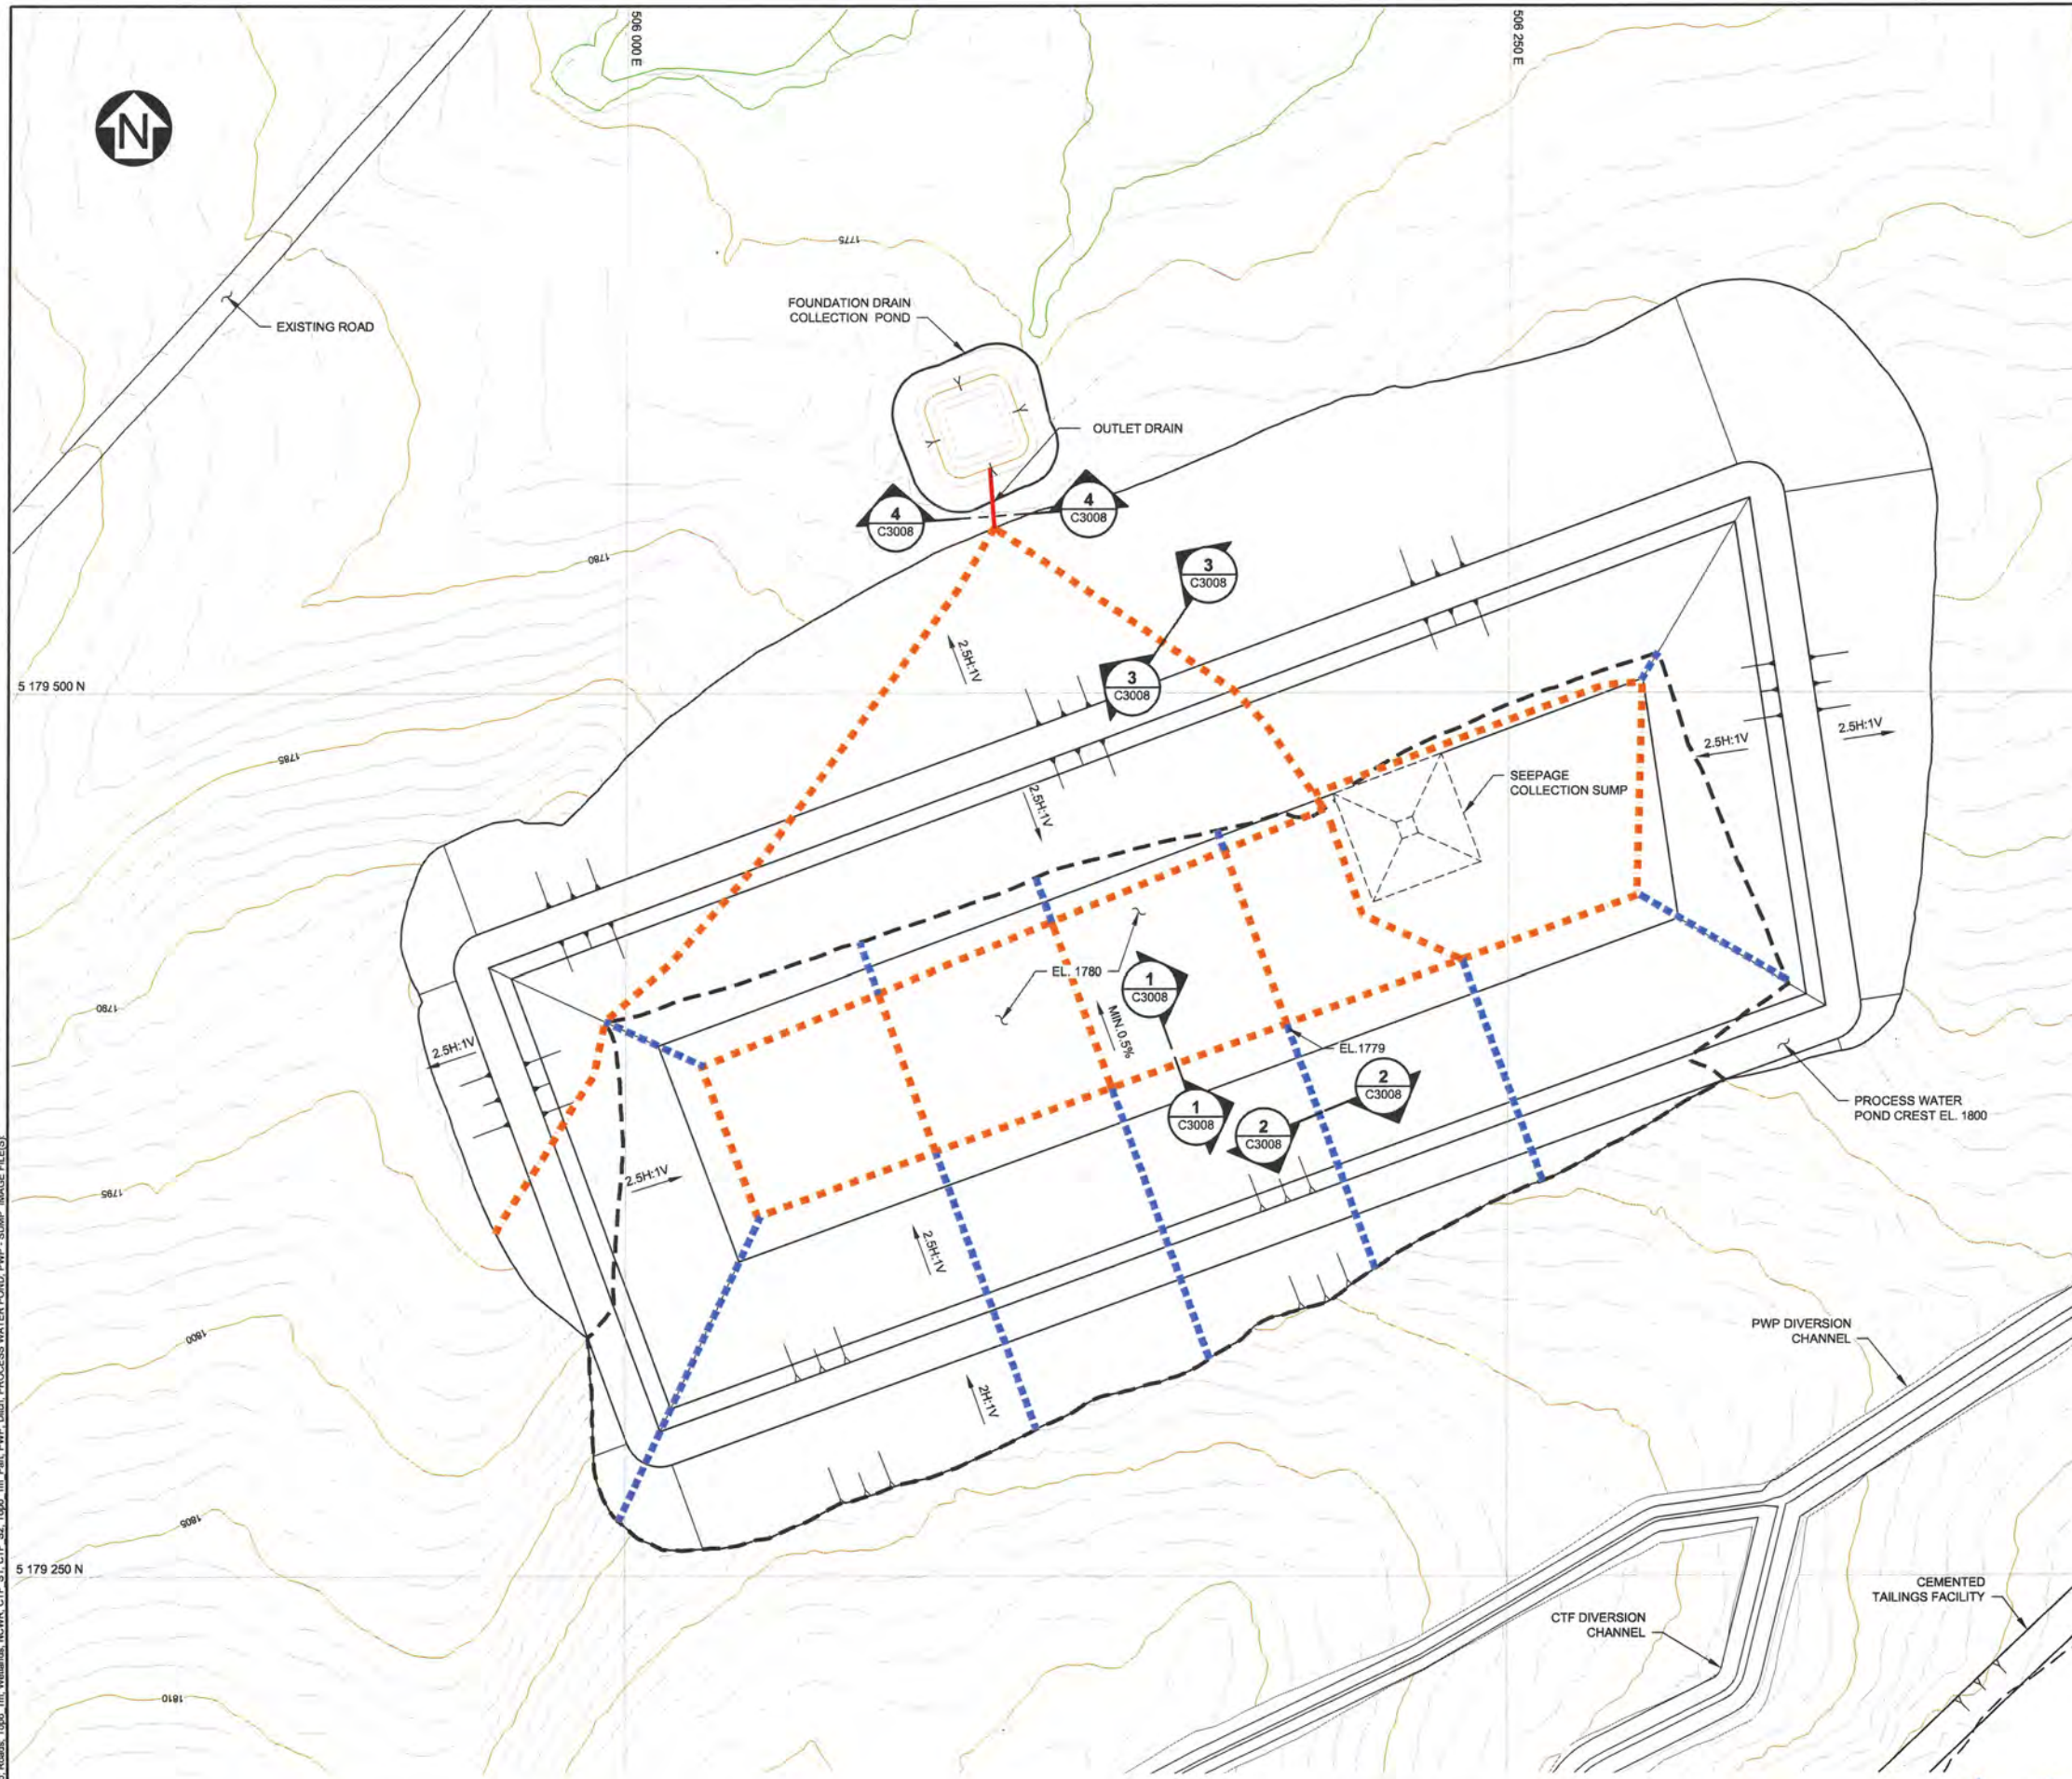 506 000 E
506 250 E
N
1775
FOUNDATION DRAIN
COLLECTION POND
EXISTING ROAD
OUTLET DRAIN
4
C3008
4
C3008
1780
3
C3008
2.5H:1V
3
C3008
5 179 500 N
1785
2.5H:1V
2.5H:1V
SEEPAGE
COLLECTION SUMP
2.5H:1V
EL. 1780
1
C3008
1790
MIN.0.5%
2.5H:1V
EL.1779
2
C3008
1
C3008
2
C3008
PROCESS WATER
POND CREST EL. 1800
1795
2.5H:1V
2.5H:1V
1800
PWP DIVERSION
CHANNEL
2H:1V
1805
5 179 250 N
CEMENTED
TAILINGS FACILITY
CTF DIVERSION
CHANNEL
1810